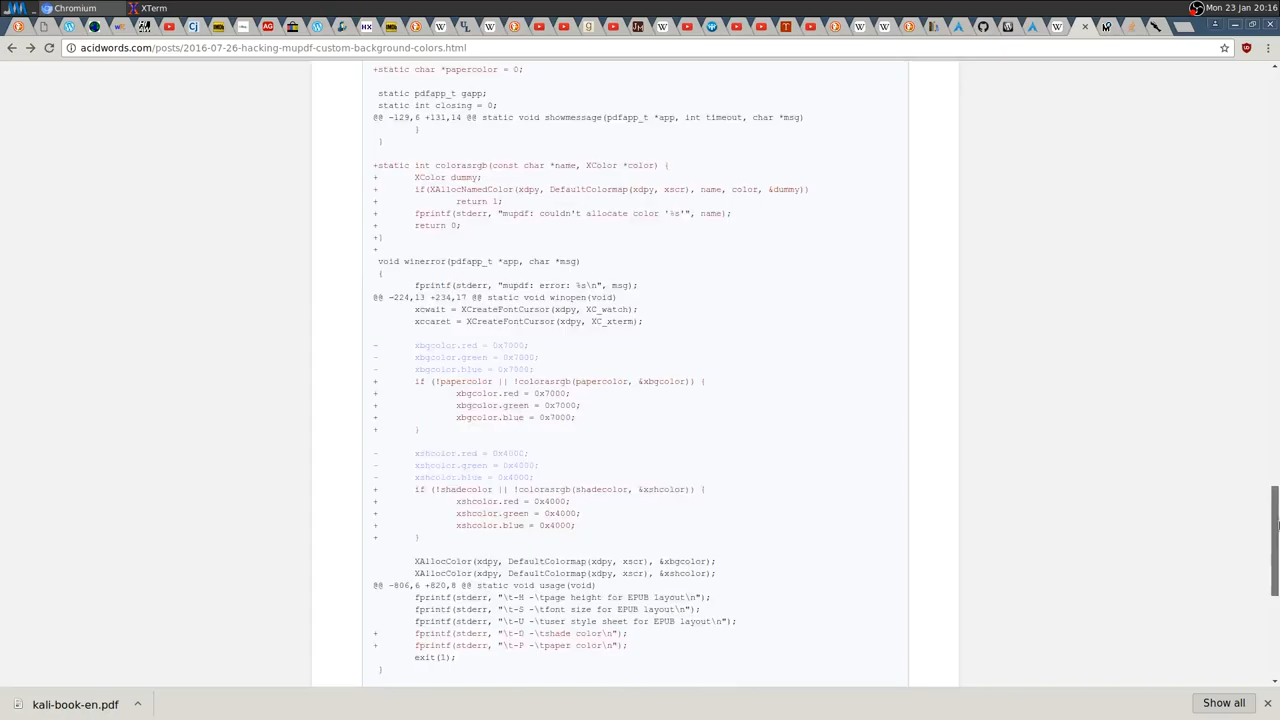 Chromium
XTerm
Mon 23 Jan, 20:16
acidwords.com/posts/2016-07-26-hacking-mupdf-custom-background-colors.html
+static char *papercolor = 0;
static pdfapp_t gapp;
static int closing = 0;
@@ -129,6 +131,14 @@ static void showmessage(pdfapp_t *app, int timeout, char *msg)
}
}
+static int colorasrgb(const char *name, XColor *color) {
+ XColor dummy;
+ if(XAllocNamedColor(xdpy, DefaultColormap(xdpy, xscr), name, color, &dummy))
+ return 1;
+ fprintf(stderr, "mupdf: couldn't allocate color '%s'", name);
+ return 0;
+}
+
void winerror(pdfapp_t *app, char *msg)
{
fprintf(stderr, "mupdf: error: %s\n", msg);
@@ -224,13 +234,17 @@ static void winopen(void)
xcwait = XCreateFontCursor(xdpy, XC_watch);
xccaret = XCreateFontCursor(xdpy, XC_xterm);
- xbgcolor.red = 0x7000;
- xbgcolor.green = 0x7000;
- xbgcolor.blue = 0x7000;
+ if (!papercolor || !colorasrgb(papercolor, &xbgcolor)) {
+ xbgcolor.red = 0x7000;
+ xbgcolor.green = 0x7000;
+ xbgcolor.blue = 0x7000;
+ }
- xshcolor.red = 0x4000;
- xshcolor.green = 0x4000;
- xshcolor.blue = 0x4000;
+ if (!shadecolor || !colorasrgb(shadecolor, &xshcolor)) {
+ xshcolor.red = 0x4000;
+ xshcolor.green = 0x4000;
+ xshcolor.blue = 0x4000;
+ }
XAllocColor(xdpy, DefaultColormap(xdpy, xscr), &xbgcolor);
XAllocColor(xdpy, DefaultColormap(xdpy, xscr), &xshcolor);
@@ -806,6 +820,8 @@ static void usage(void)
fprintf(stderr, "\t-H -\tpage height for EPUB layout\n");
fprintf(stderr, "\t-S -\tfont size for EPUB layout\n");
fprintf(stderr, "\t-U -\tuser style sheet for EPUB layout\n");
+ fprintf(stderr, "\t-D -\tshade color\n");
+ fprintf(stderr, "\t-P -\tpaper color\n");
exit(1);
}
kali-book-en.pdf
Show all